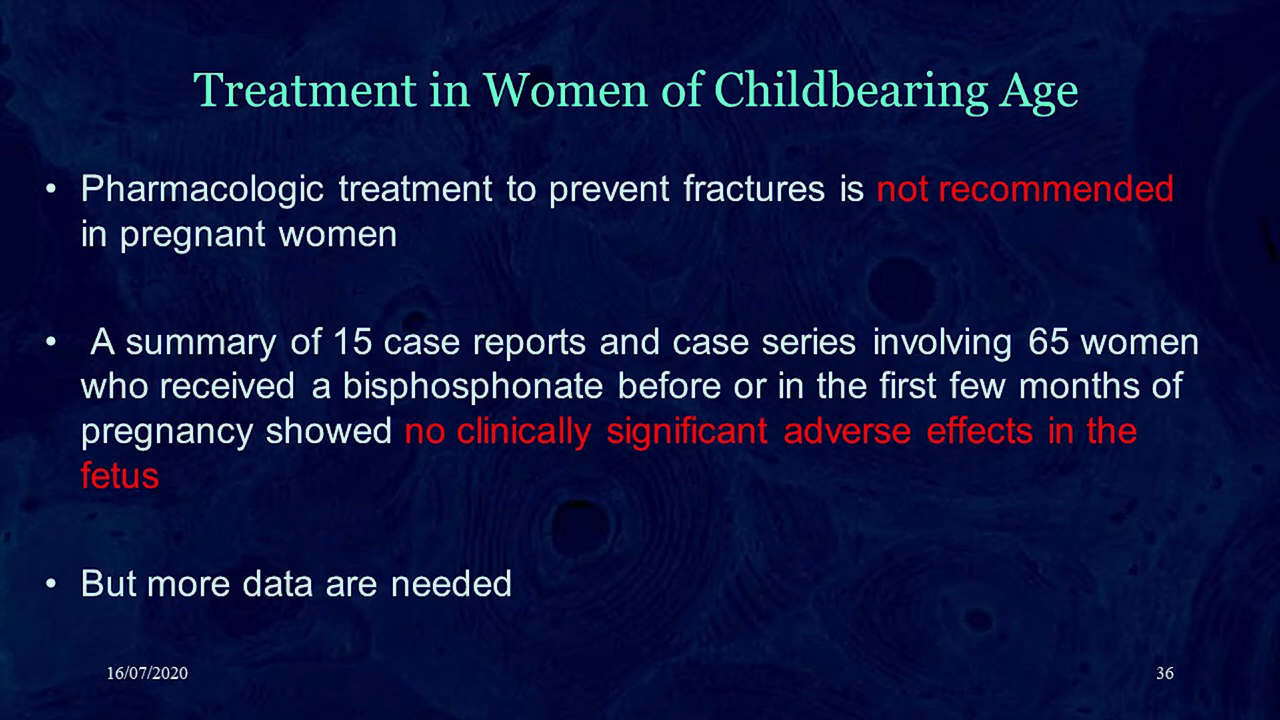 Treatment in Women of Childbearing Age
• Pharmacologic treatment to prevent fractures is not recommended
in pregnant women
• A summary of 15 case reports and case series involving 65 women
who received a bisphosphonate before or in the first few months of
pregnancy showed no clinically significant adverse effects in the
fetus
• But more data are needed
16/07/2020
36